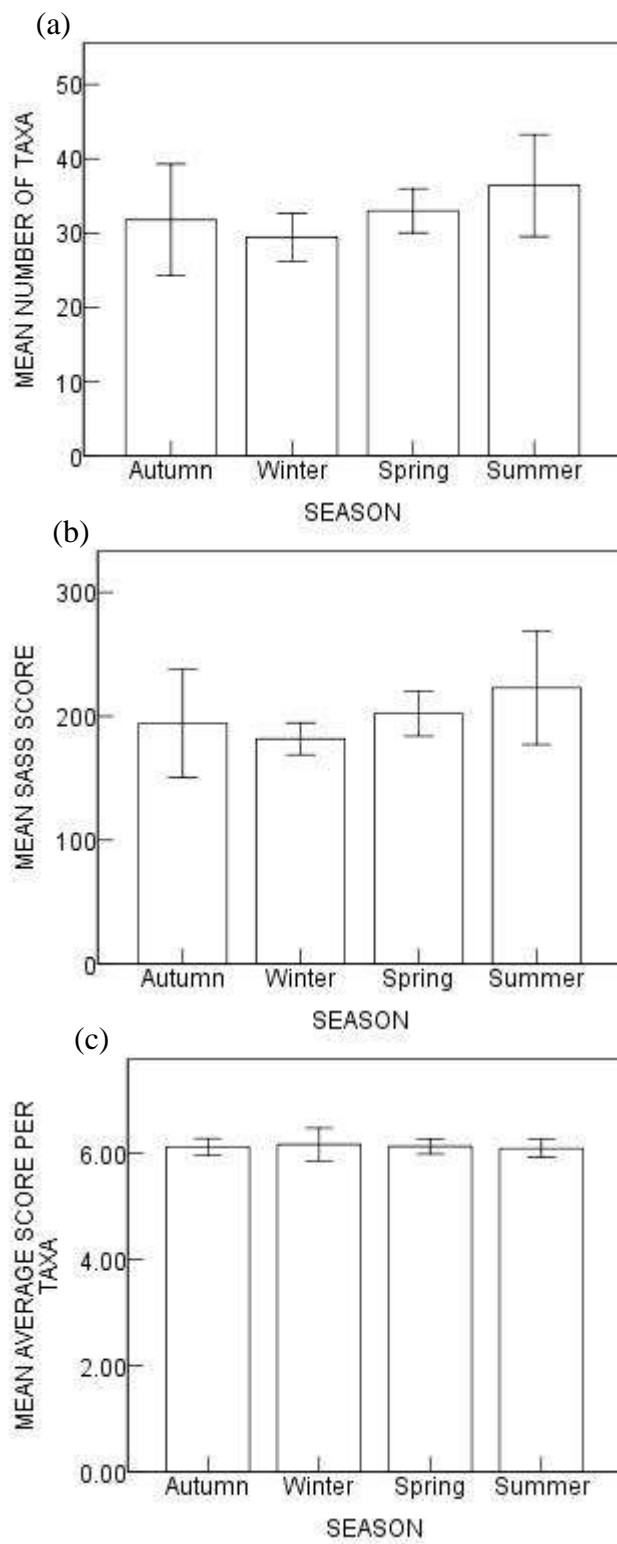 (a)
MEAN NUMBER OF TAXA
50
40
30
20
10
0
Autumn Winter Spring Summer
SEASON
(b)
MEAN SASS SCORE
300
200
100
0
Autumn Winter Spring Summer
SEASON
(c)
MEAN AVERAGE SCORE PER
TAXA
6.00
4.00
2.00
0.00
Autumn Winter Spring Summer
SEASON